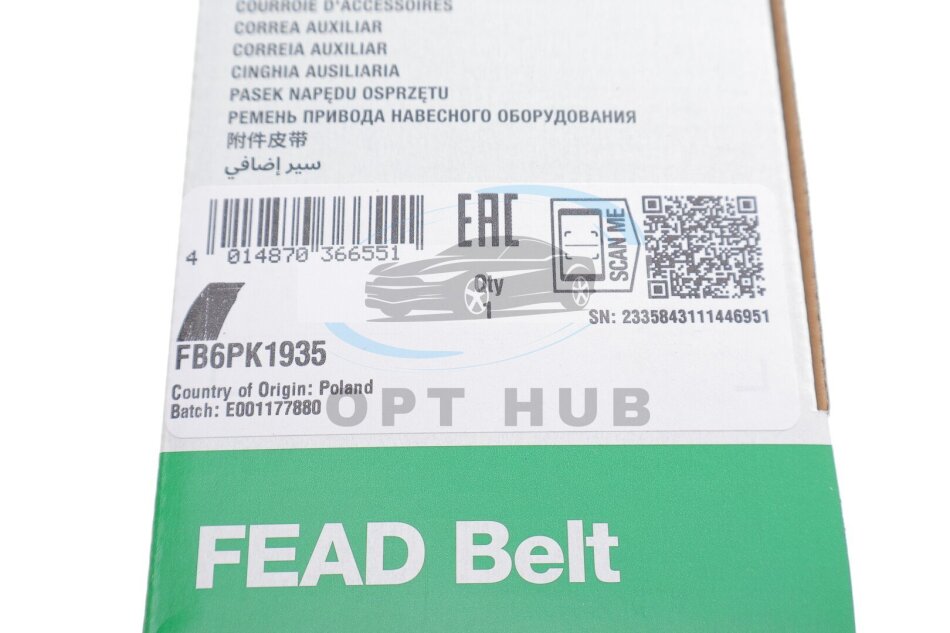 COURROIE D'ACCESSOIRES
CORREA AUXILIAR
CORREIA AUXILIAR
CINGHIA AUSILIARIA
PASEK NAPĘDU OSPRZĘTU
РЕМЕНЬ ПРИВОДА НАВЕСНОГО ОБОРУДОВАНИЯ
附件皮带
سير إضافي
4 014870 366551
EAC
Qty
1
SCAN ME
SN: 2335843111446951
FB6PK1935
Country of Origin: Poland
Batch: E001177880
OPT HUB
FEAD Belt